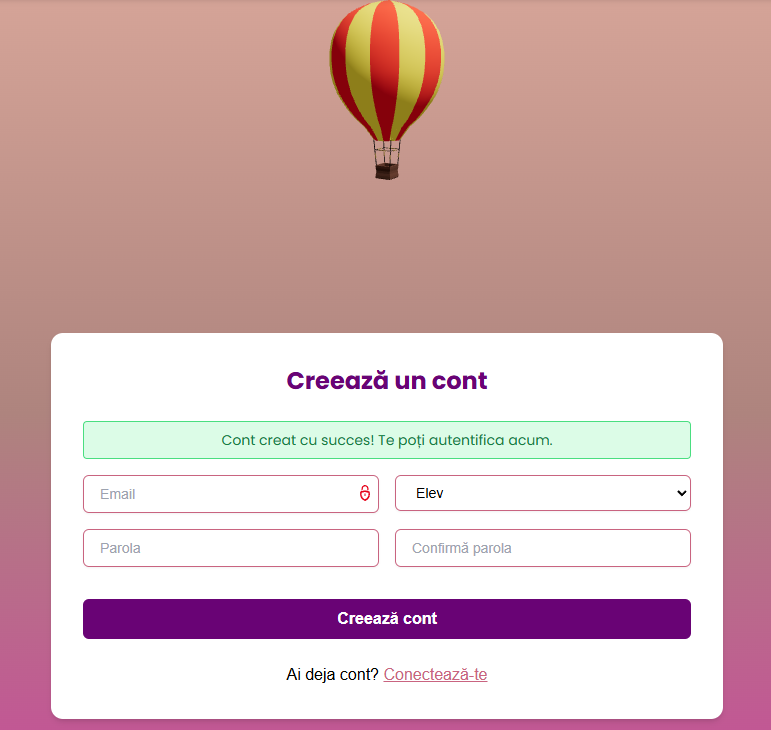 Creează un cont
Cont creat cu succes! Te poți autentifica acum.
Email
Elev
Parola
Confirmă parola
Creează cont
Ai deja cont? Conectează-te